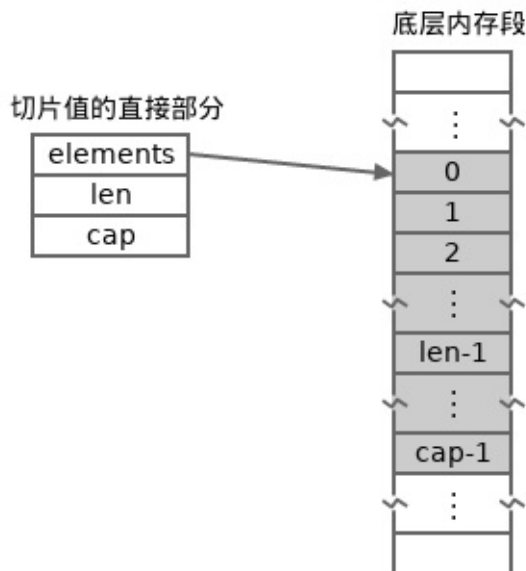 底层内存段
切片值的直接部分
elements
len
cap
⋮
0
1
2
⋮
len-1
⋮
cap-1
⋮